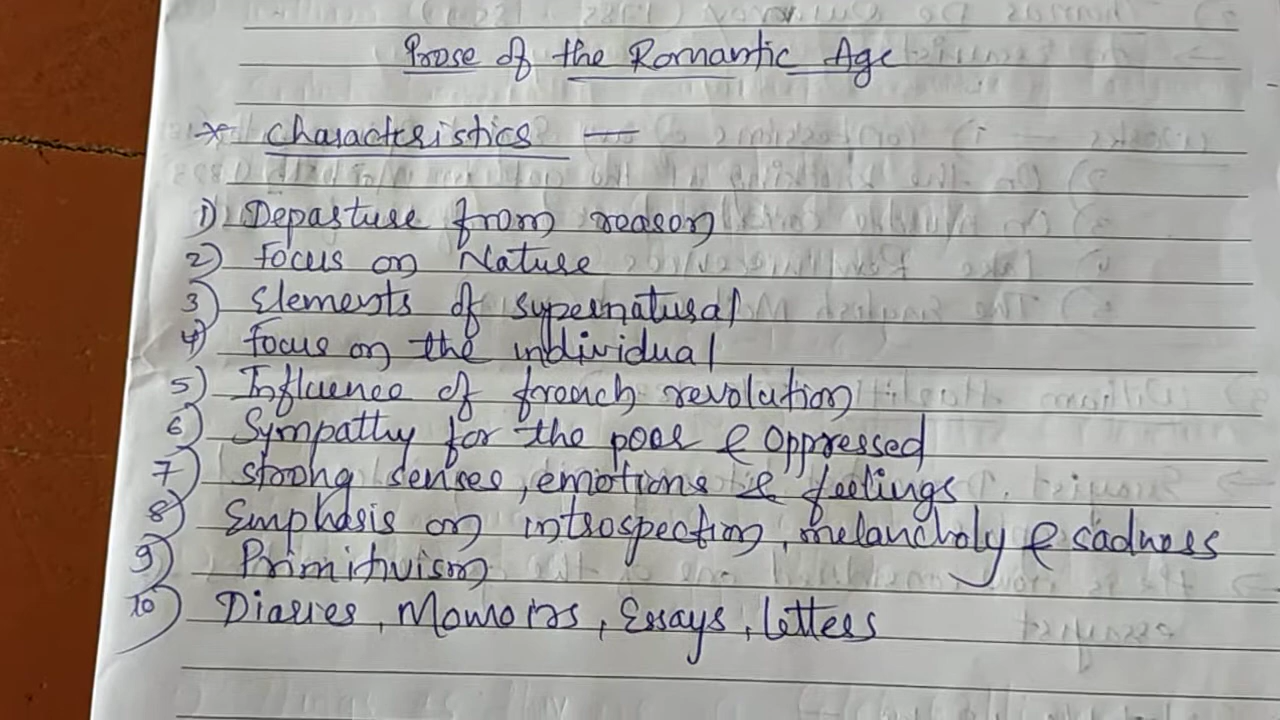 Prose of the Romantic Age
* Characteristics —
1) Departure from reason
2) Focus on Nature
3) Elements of supernatural
4) Focus on the individual
5) Influence of french revolution
6) Sympathy for the poor & oppressed
7) strong senses, emotions & feelings
8) Emphasis on introspection, melancholy & sadness
9) Primitivism
10) Diaries, Memoirs, Essays, letters